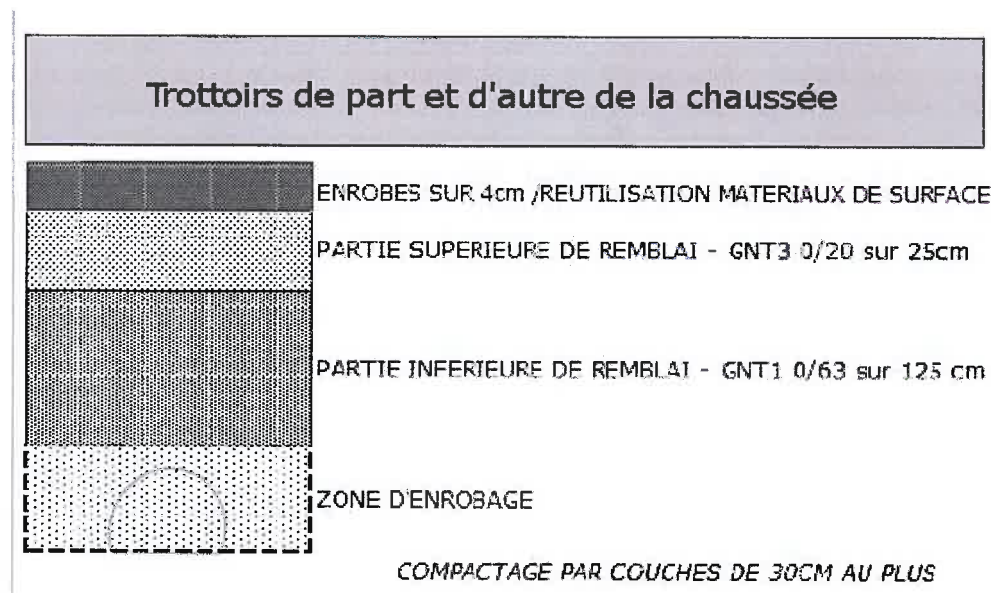 Trottoirs de part et d'autre de la chaussée
ENROBES SUR 4cm /REUTILISATION MATERIAUX DE SURFACE
PARTIE SUPERIEURE DE REMBLAI - GNT3 0/20 sur 25cm
PARTIE INFERIEURE DE REMBLAI - GNT1 0/63 sur 125 cm
ZONE D'ENROBAGE
COMPACTAGE PAR COUCHES DE 30CM AU PLUS